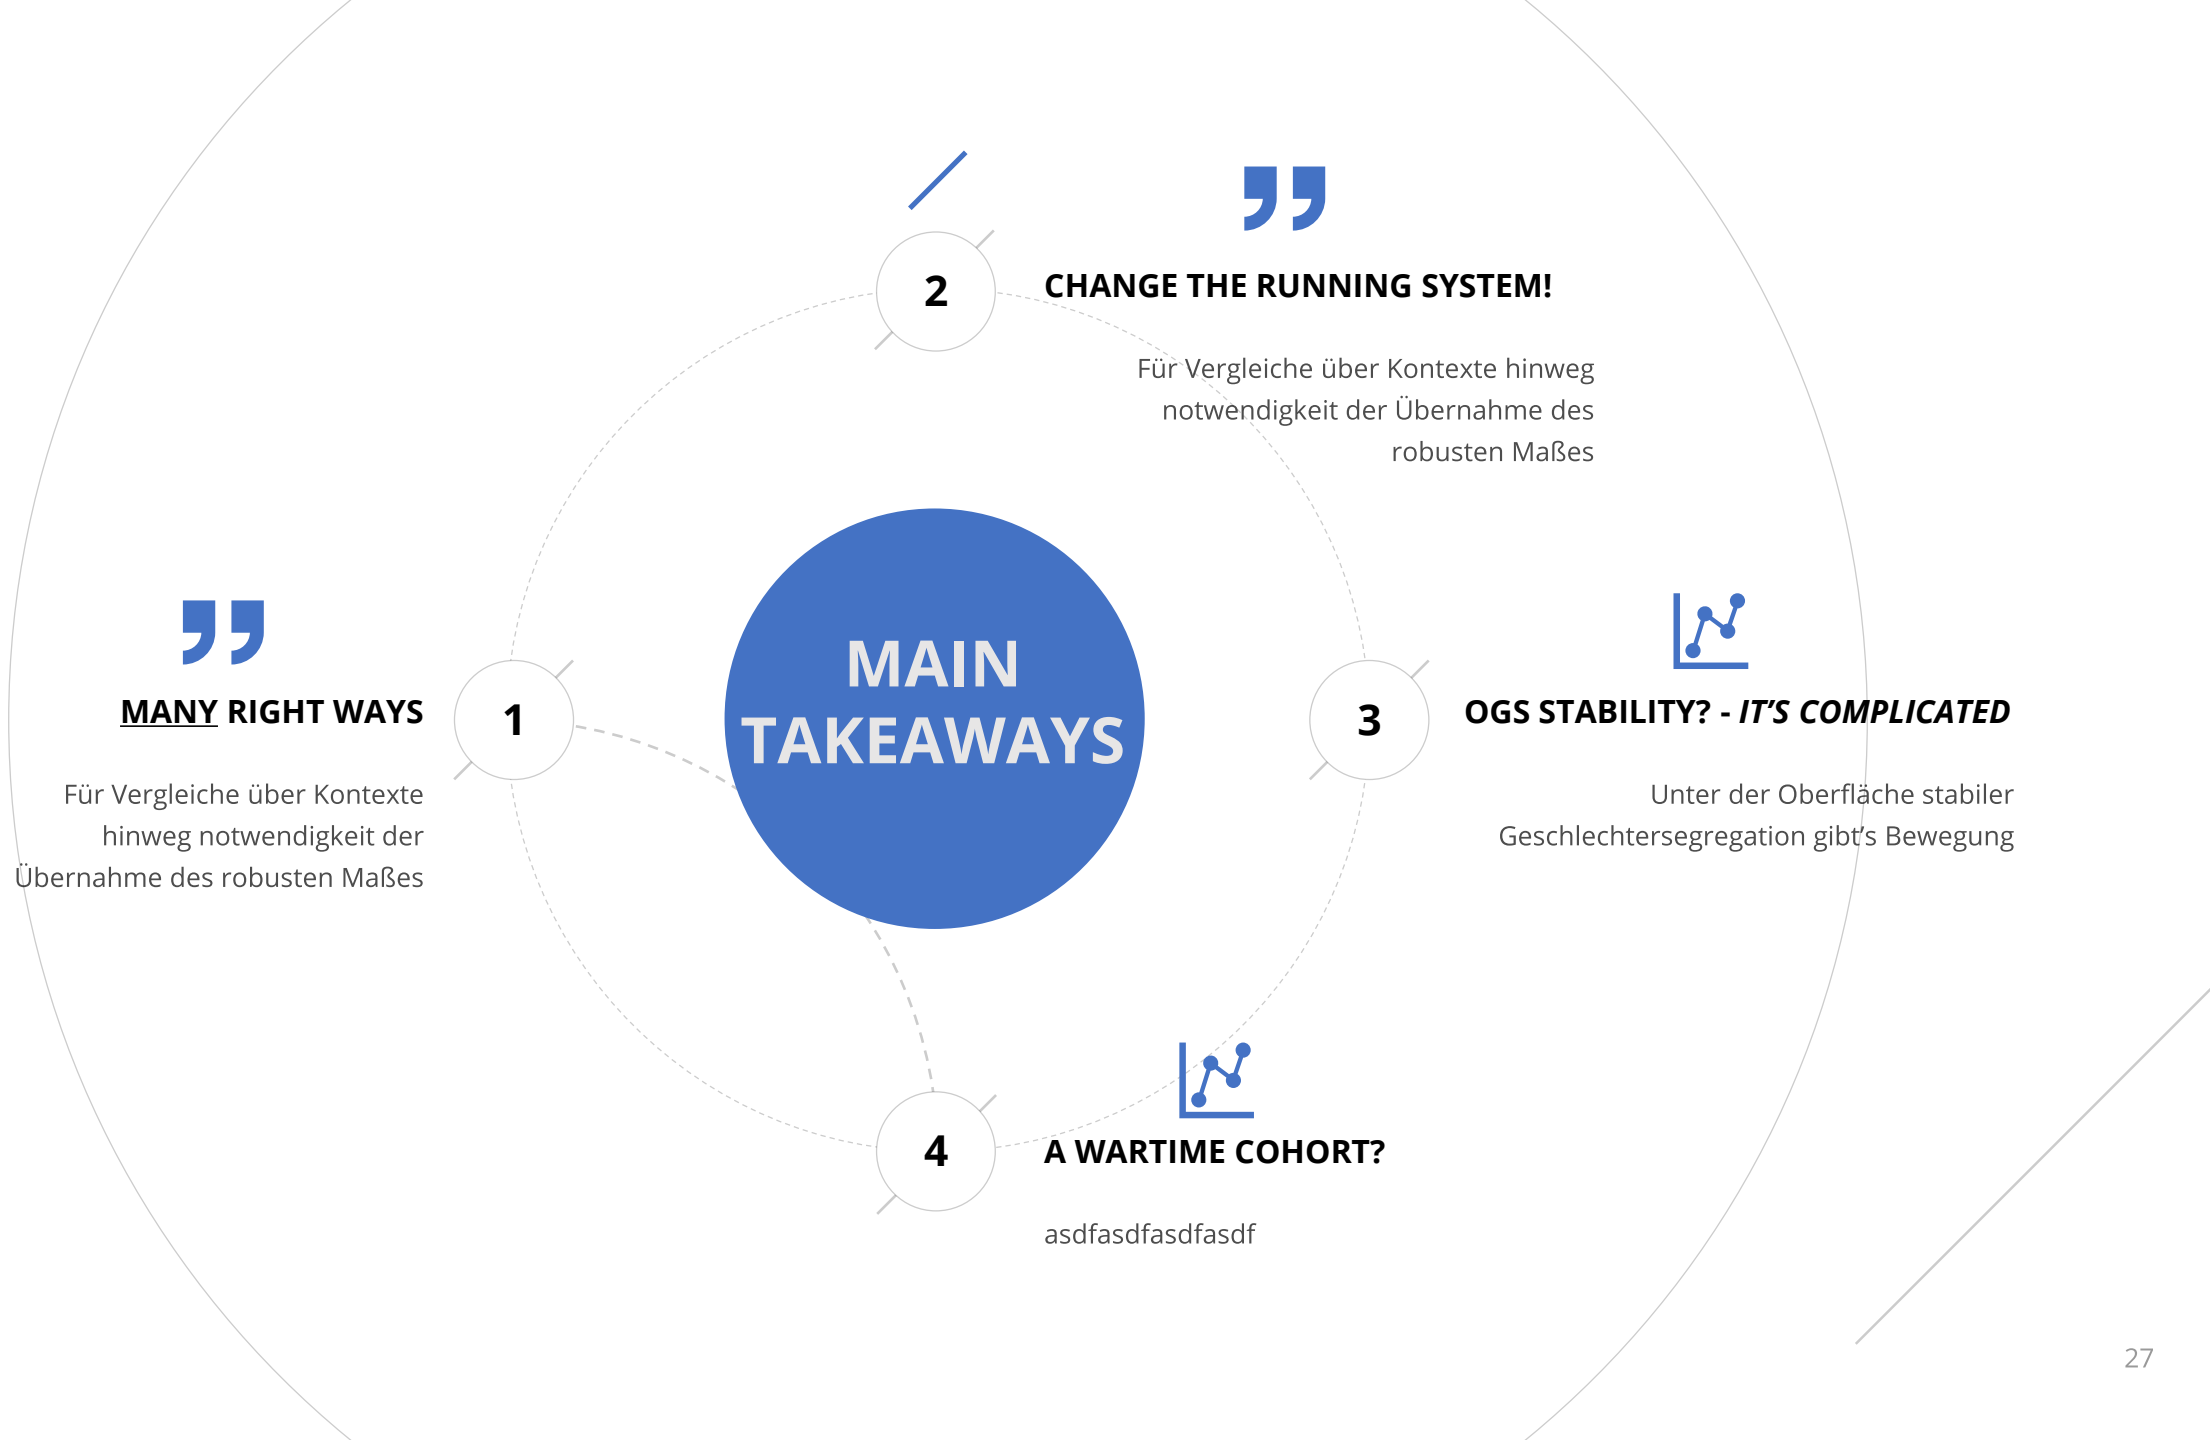 MAIN
TAKEAWAYS
1
MANY RIGHT WAYS
Für Vergleiche über Kontexte
hinweg notwendigkeit der
Übernahme des robusten Maßes
2
CHANGE THE RUNNING SYSTEM!
Für Vergleiche über Kontexte hinweg
notwendigkeit der Übernahme des
robusten Maßes
3
OGS STABILITY? - IT’S COMPLICATED
Unter der Oberfläche stabiler
Geschlechtersegregation gibt’s Bewegung
4
A WARTIME COHORT?
asdfasdfasdfasdf
27